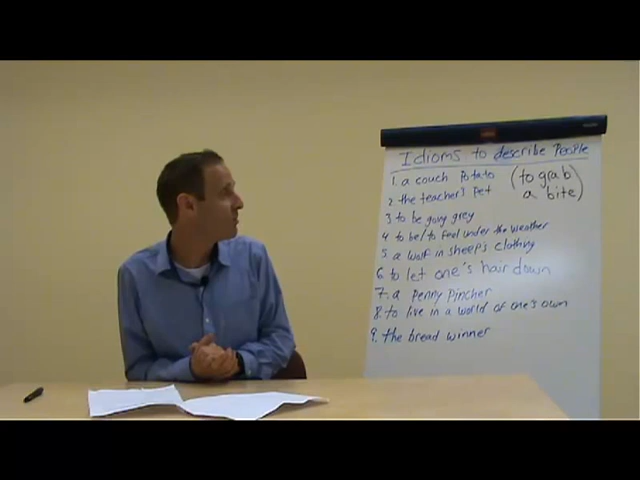 Idioms to describe People
1. a couch Potato (to grab
2. the teacher's Pet a bite)
3 to be going grey
4 to be/to feel under the weather
5 a wolf in sheep's clothing
6 to let one's hair down
7. a Penny Pincher
8. to live in a world of one's own
9. the bread winner